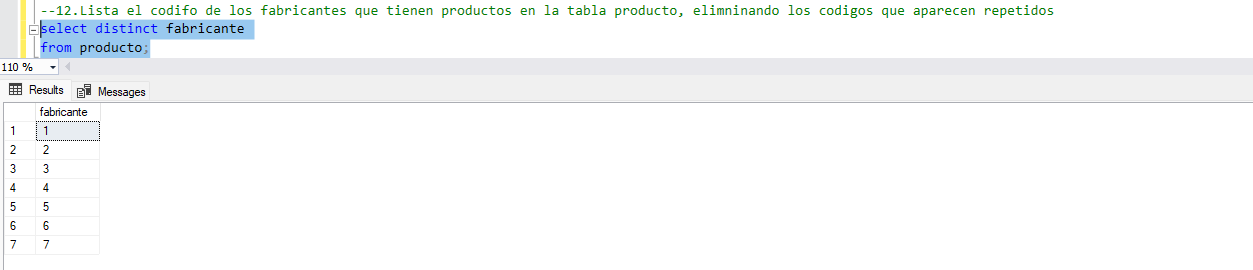 --12.Lista el codifo de los fabricantes que tienen productos en la tabla producto, elimninando los codigos que aparecen repetidos
select distinct fabricante
from producto;
110 %
Results Messages
fabricante
1 1
2 2
3 3
4 4
5 5
6 6
7 7